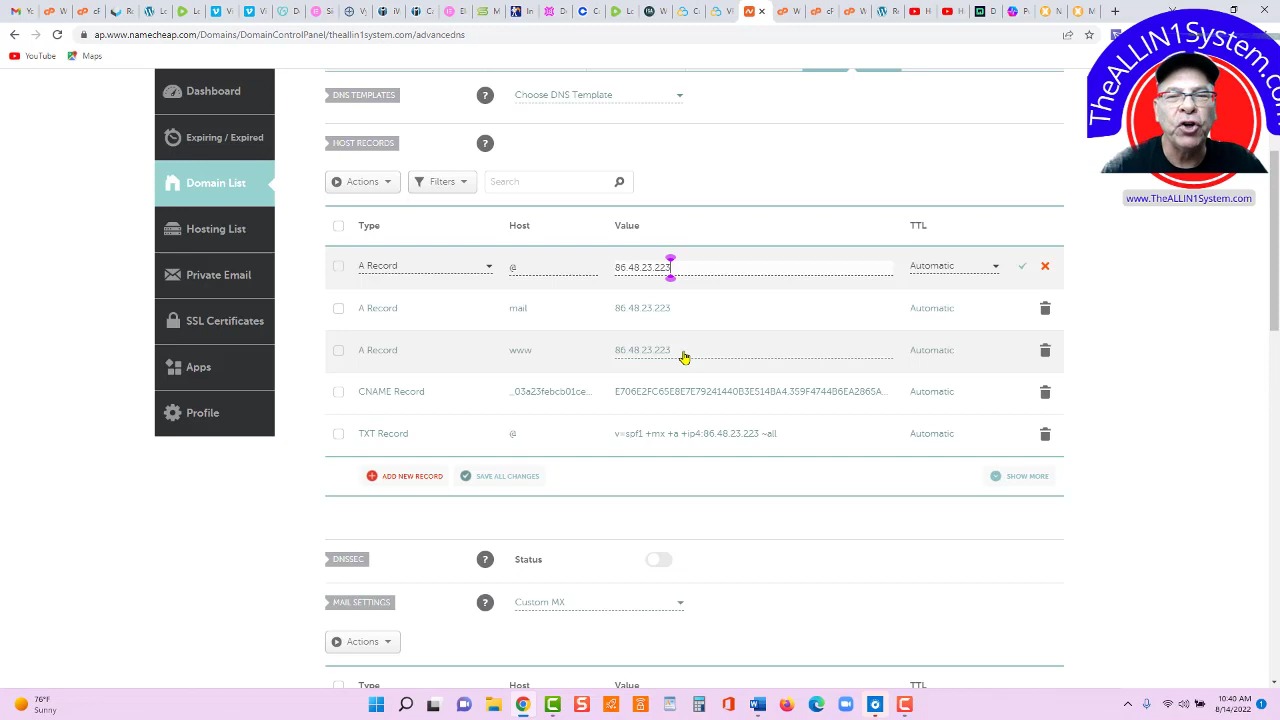 ap.www.namecheap.com/Domains/DomainControlPanel/theallin1system.com/advancedns
YouTube
Maps
TheALLIN1System.com
www.TheALLIN1System.com
Dashboard
Expiring / Expired
Domain List
Hosting List
Private Email
SSL Certificates
Apps
Profile
DNS TEMPLATES ? Choose DNS Template
HOST RECORDS ?
Actions Filters Search
Type Host Value TTL
A Record @ 86.48.23.223 Automatic
A Record mail 86.48.23.223 Automatic
A Record www 86.48.23.223 Automatic
CNAME Record _03a23febcb01ce... E706E2FC65E8E7E79241440B3E514BA4.359F4744B6EA2865A...
TXT Record @ v=spf1 +mx +a +ip4:86.48.23.223 ~all Automatic
ADD NEW RECORD SAVE ALL CHANGES SHOW MORE
DNSSEC ? Status
MAIL SETTINGS ? Custom MX
Actions
Type Host Value TTL
76°F
Sunny
10:40 AM
8/14/2022